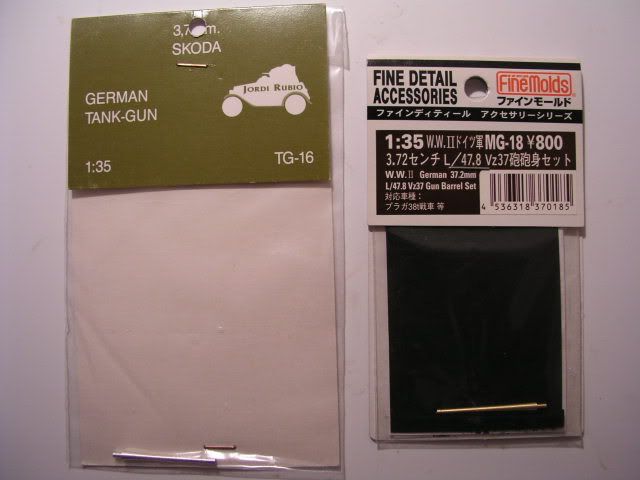 SKODA
JORDI RUBIO
GERMAN
TANK-GUN
1:35
TG-16
FineMolds
ファインモールド
FINE DETAIL
ACCESSORIES
ファインディティール アクセサリーシリーズ
1:35 W.W.IIドイツ軍 MG-18 ¥800
3.72センチ L/47.8 Vz37砲砲身セット
W.W.II German 37.2mm
L/47.8 Vz37 Gun Barrel Set
対応車種:
プラガ38t戦車 等
4 536318 370185